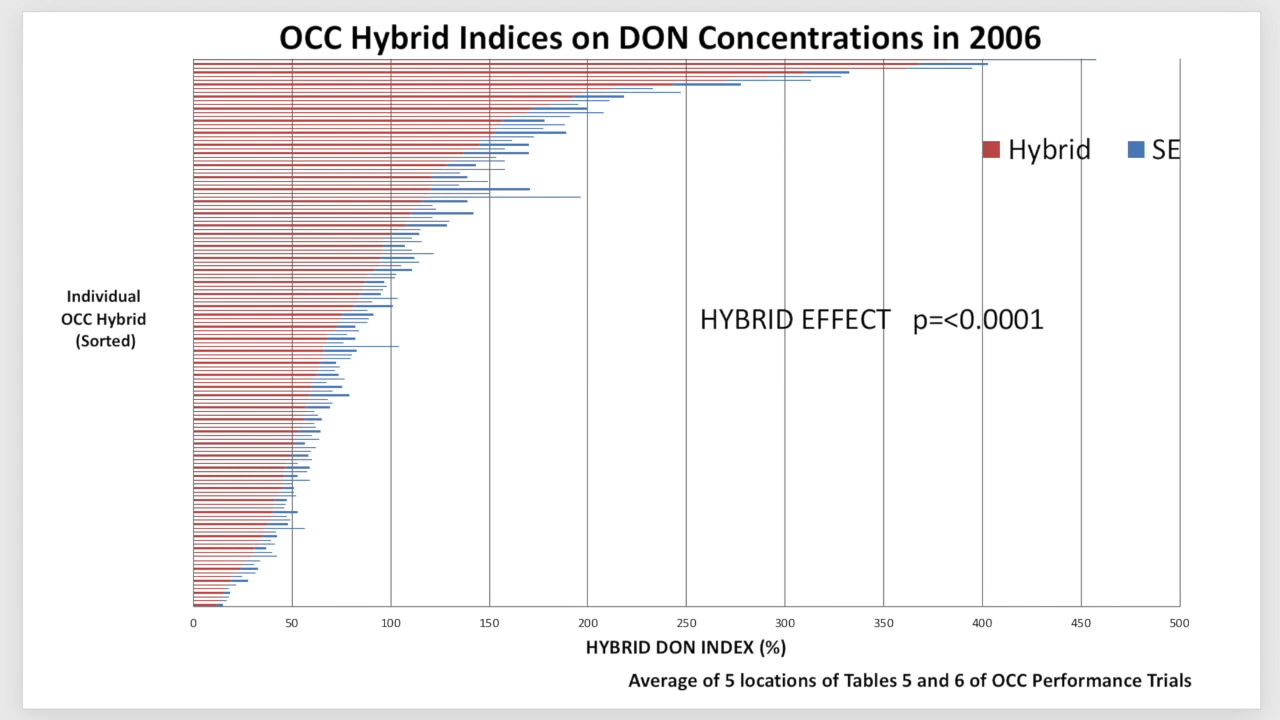 OCC Hybrid Indices on DON Concentrations in 2006
Hybrid SE
HYBRID EFFECT p=<0.0001
Individual
OCC Hybrid
(Sorted)
0 50 100 150 200 250 300 350 400 450 500
HYBRID DON INDEX (%)
Average of 5 locations of Tables 5 and 6 of OCC Performance Trials